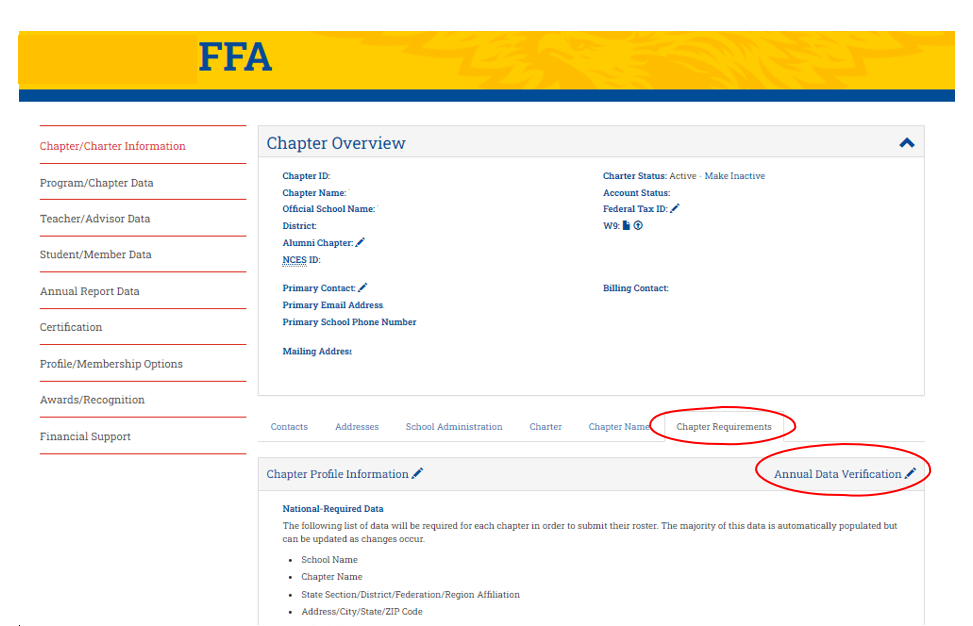 FFA
Chapter/Charter Information
Program/Chapter Data
Teacher/Advisor Data
Student/Member Data
Annual Report Data
Certification
Profile/Membership Options
Awards/Recognition
Financial Support
Chapter Overview
Chapter ID:
Chapter Name:
Official School Name:
District:
Alumni Chapter:
NCES ID:
Primary Contact:
Primary Email Address
Primary School Phone Number
Mailing Address
Charter Status: Active - Make Inactive
Account Status:
Federal Tax ID:
W9:
Billing Contact:
Contacts Addresses School Administration Charter Chapter Name Chapter Requirements
Chapter Profile Information Annual Data Verification
National-Required Data
The following list of data will be required for each chapter in order to submit their roster. The majority of this data is automatically populated but
can be updated as changes occur.
• School Name
• Chapter Name
• State Section/District/Federation/Region Affiliation
• Address/City/State/ZIP Code